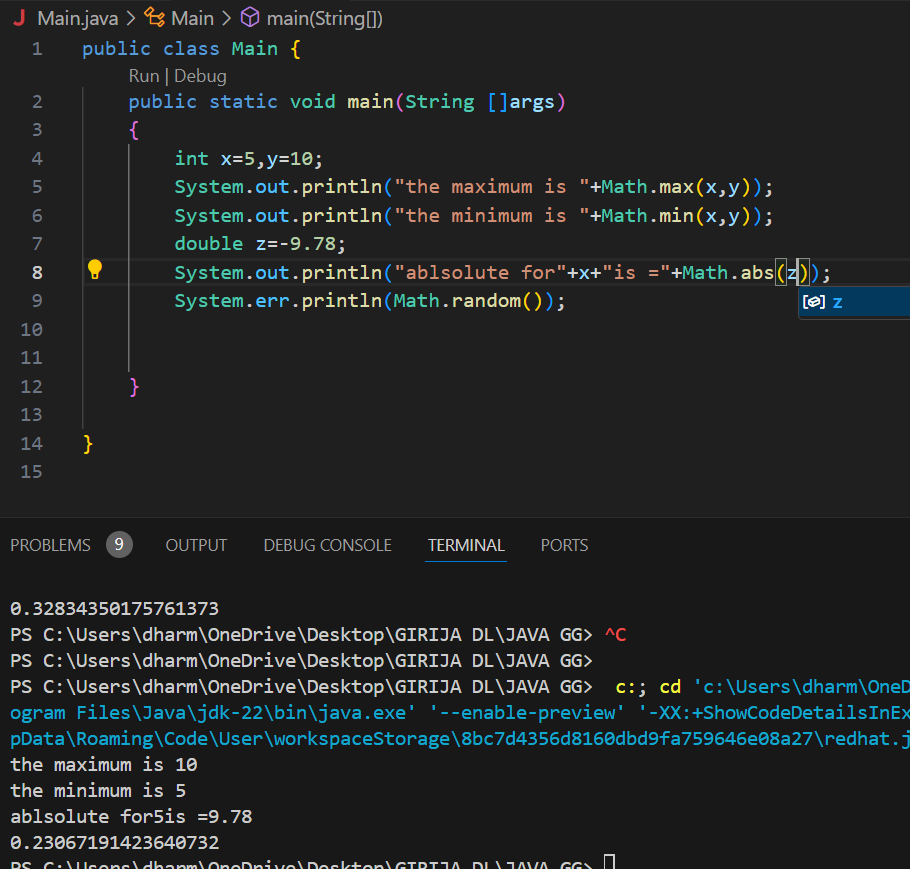 J Main.java > Main > main(String[])
1 public class Main {
Run | Debug
2 public static void main(String []args)
3 {
4 int x=5,y=10;
5 System.out.println("the maximum is "+Math.max(x,y));
6 System.out.println("the minimum is "+Math.min(x,y));
7 double z=-9.78;
8 System.out.println("ablsolute for"+x+"is ="+Math.abs(z));
9 System.err.println(Math.random());
z
10
11
12 }
13
14 }
15
PROBLEMS 9 OUTPUT DEBUG CONSOLE TERMINAL PORTS
0.32834350175761373
PS C:\Users\dharm\OneDrive\Desktop\GIRIJA DL\JAVA GG> ^C
PS C:\Users\dharm\OneDrive\Desktop\GIRIJA DL\JAVA GG>
PS C:\Users\dharm\OneDrive\Desktop\GIRIJA DL\JAVA GG>  c:; cd 'c:\Users\dharm\OneD
ogram Files\Java\jdk-22\bin\java.exe' '--enable-preview' '-XX:+ShowCodeDetailsInEx
pData\Roaming\Code\User\workspaceStorage\8bc7d4356d8160dbd9fa759646e08a27\redhat.j
the maximum is 10
the minimum is 5
ablsolute for5is =9.78
0.23067191423640732
PS C:\Users\dharm\OneDrive\Desktop\GIRIJA DL\JAVA GG>